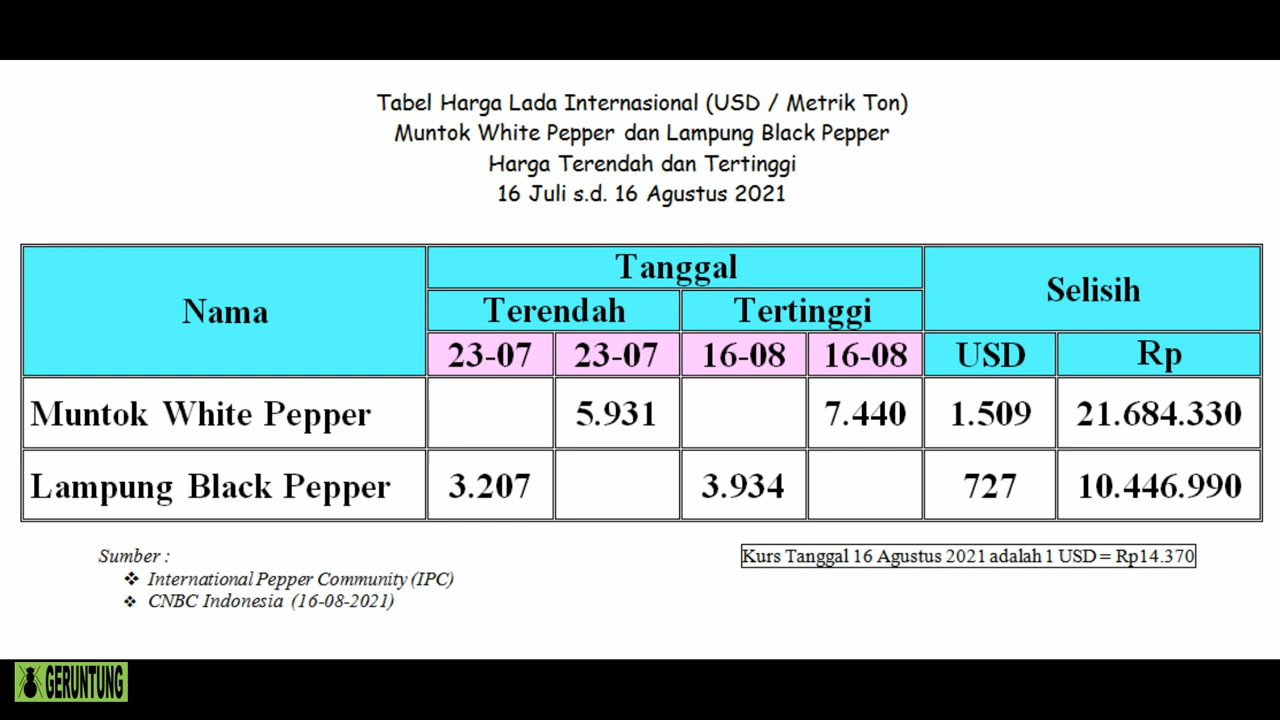 Tabel Harga Lada Internasional (USD / Metrik Ton)
Muntok White Pepper dan Lampung Black Pepper
Harga Terendah dan Tertinggi
16 Juli s.d. 16 Agustus 2021
Nama Tanggal Selisih
Terendah Tertinggi
23-07 23-07 16-08 16-08 USD Rp
Muntok White Pepper 5.931 7.440 1.509 21.684.330
Lampung Black Pepper 3.207 3.934 727 10.446.990
Sumber :
Kurs Tanggal 16 Agustus 2021 adalah 1 USD = Rp14.370
❖ International Pepper Community (IPC)
❖ CNBC Indonesia (16-08-2021)
GERUNTUNG